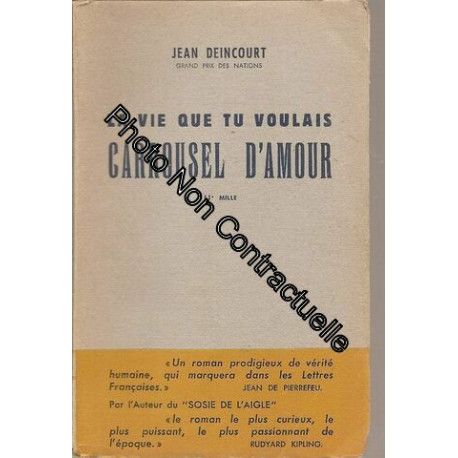 JEAN DEINCOURT
GRAND PRIX DES NATIONS
LA VIE QUE TU VOULAIS
CARROUSEL D'AMOUR
MILLE
Photo Non Contractuelle
« Un roman prodigieux de vérité
humaine, qui marquera dans les Lettres
Françaises. » JEAN DE PIERREFEU.
Par l'Auteur du "SOSIE DE L'AIGLE"
« le roman le plus curieux, le
plus puissant, le plus passionnant de
l'époque. » RUDYARD KIPLING.